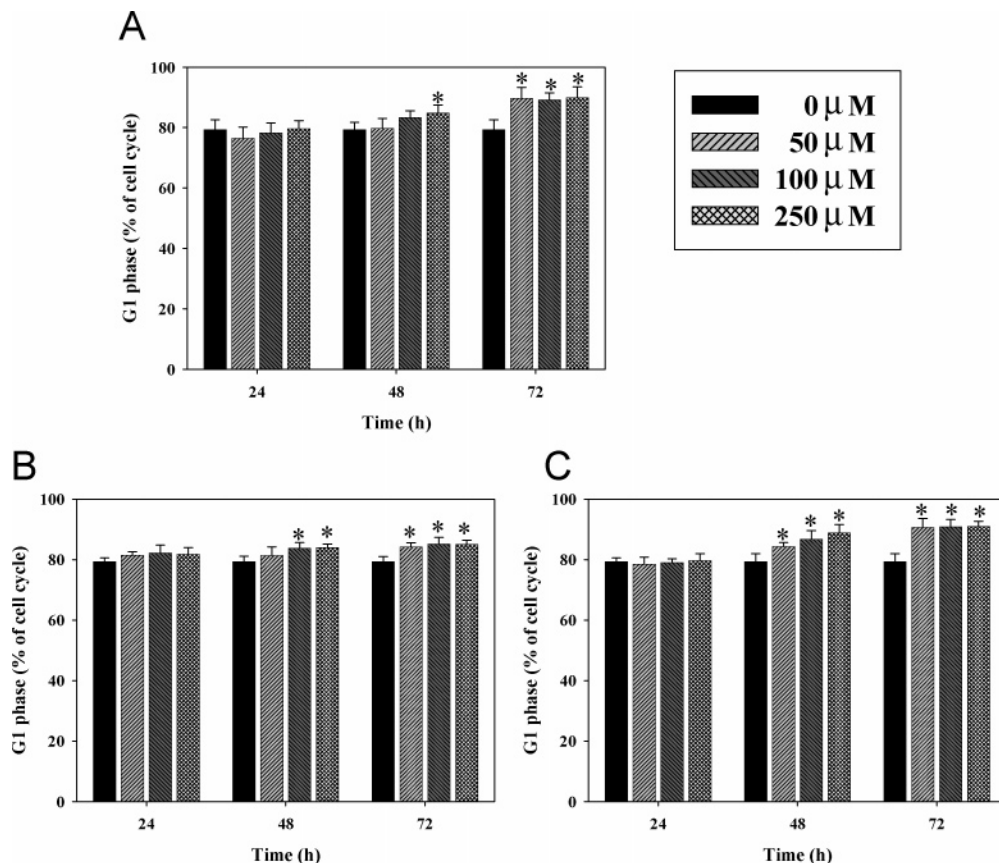 A
G1 phase (% of cell cycle)
100
80
60
40
20
0
* * * *
24 48 72
Time (h)
0 μM
50 μM
100 μM
250 μM
B
G1 phase (% of cell cycle)
100
80
60
40
20
0
* * * * *
24 48 72
Time (h)
C
G1 phase (% of cell cycle)
100
80
60
40
20
0
* * * * * *
24 48 72
Time (h)